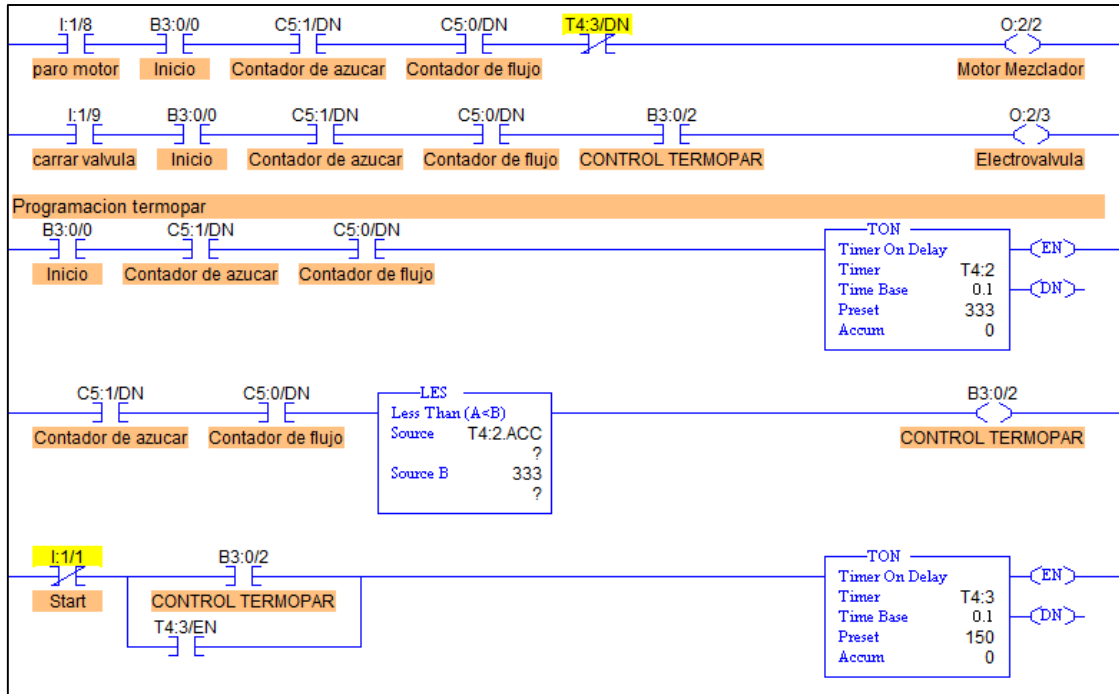 I:1/8 B3:0/0 C5:1/DN C5:0/DN T4:3/DN O:2/2
paro motor Inicio Contador de azucar Contador de flujo Motor Mezclador
I:1/9 B3:0/0 C5:1/DN C5:0/DN B3:0/2 O:2/3
carrar valvula Inicio Contador de azucar Contador de flujo CONTROL TERMOPAR Electrovalvula
Programacion termopar
B3:0/0 C5:1/DN C5:0/DN
Inicio Contador de azucar Contador de flujo
TON
Timer On Delay EN
Timer T4:2
Time Base 0.1 DN
Preset 333
Accum 0
C5:1/DN C5:0/DN
Contador de azucar Contador de flujo
LES
Less Than (A<B)
Source T4:2.ACC
?
Source B 333
?
B3:0/2
CONTROL TERMOPAR
I:1/1 B3:0/2
Start CONTROL TERMOPAR
T4:3/EN
TON
Timer On Delay EN
Timer T4:3
Time Base 0.1 DN
Preset 150
Accum 0